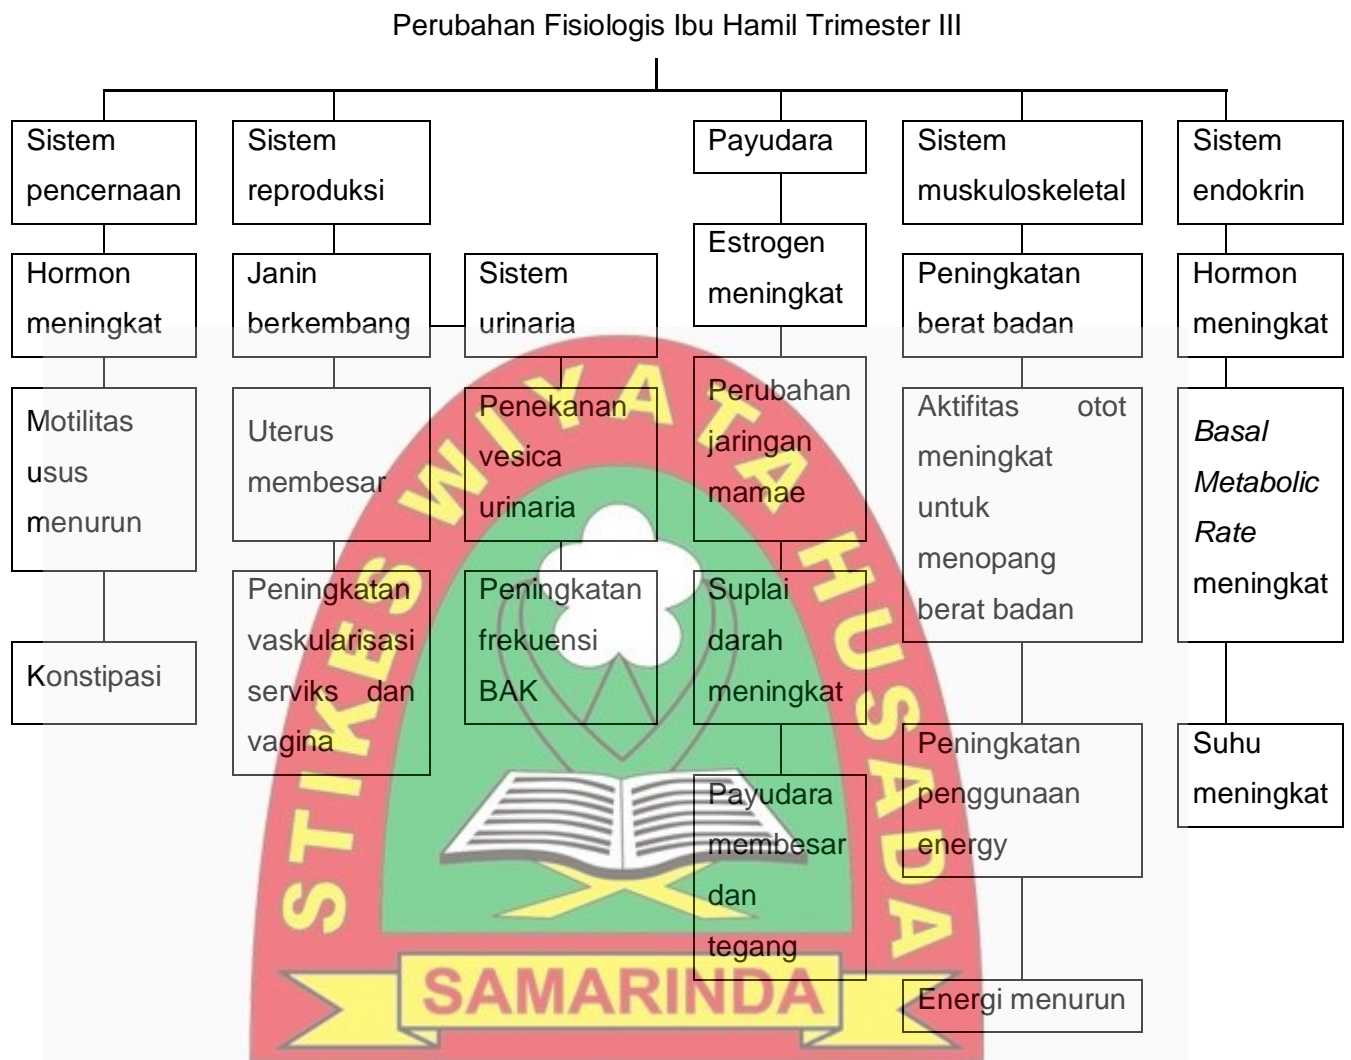 Perubahan Fisiologis Ibu Hamil Trimester III
Sistem
pencernaan
Hormon
meningkat
Motilitas
usus
menurun
Konstipasi
Sistem
reproduksi
Janin
berkembang
Uterus
membesar
Peningkatan
vaskularisasi
serviks dan
vagina
Sistem
urinaria
Penekanan
vesica
urinaria
Peningkatan
frekuensi
BAK
Payudara
Estrogen
meningkat
Perubahan
jaringan
mamae
Suplai
darah
meningkat
Payudara
membesar
dan
tegang
Sistem
muskuloskeletal
Peningkatan
berat badan
Aktifitas otot
meningkat
untuk
menopang
berat badan
Peningkatan
penggunaan
energy
Energi menurun
Sistem
endokrin
Hormon
meningkat
Basal
Metabolic
Rate
meningkat
Suhu
meningkat
STIKES WIYATA HUSADA
SAMARINDA